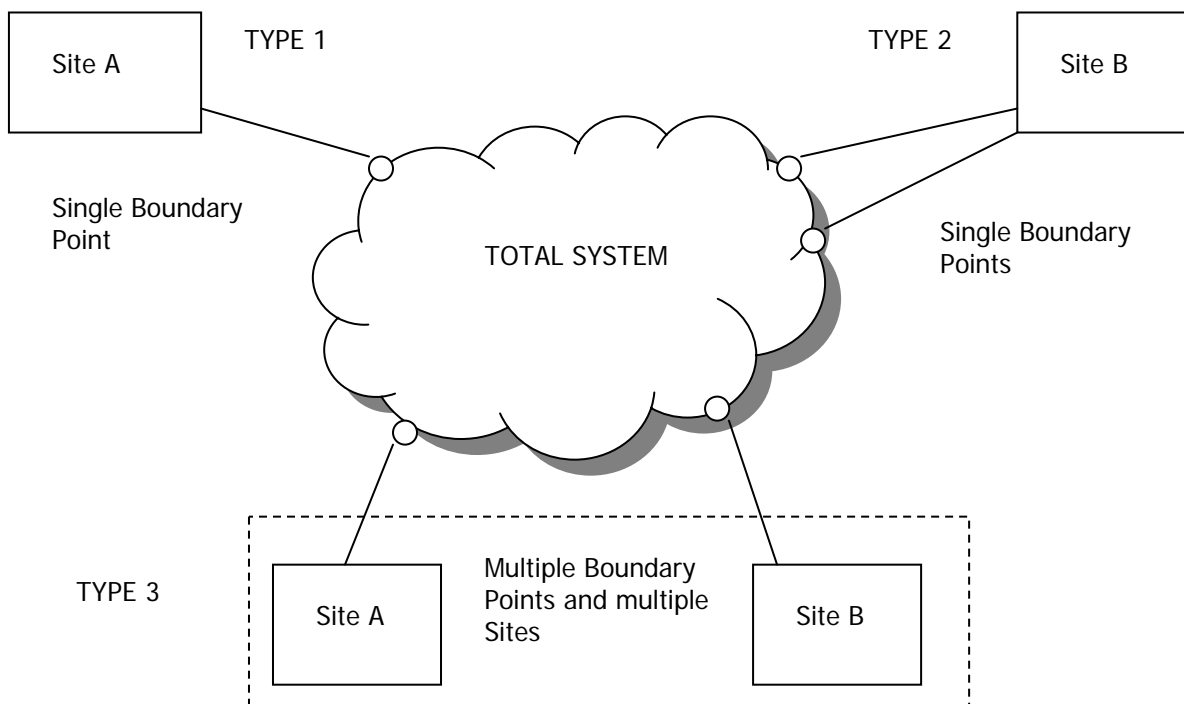 TYPE 1
TYPE 2
Site A
Site B
Single Boundary
Point
TOTAL SYSTEM
Single Boundary
Points
TYPE 3
Site A
Multiple Boundary
Points and multiple
Sites
Site B